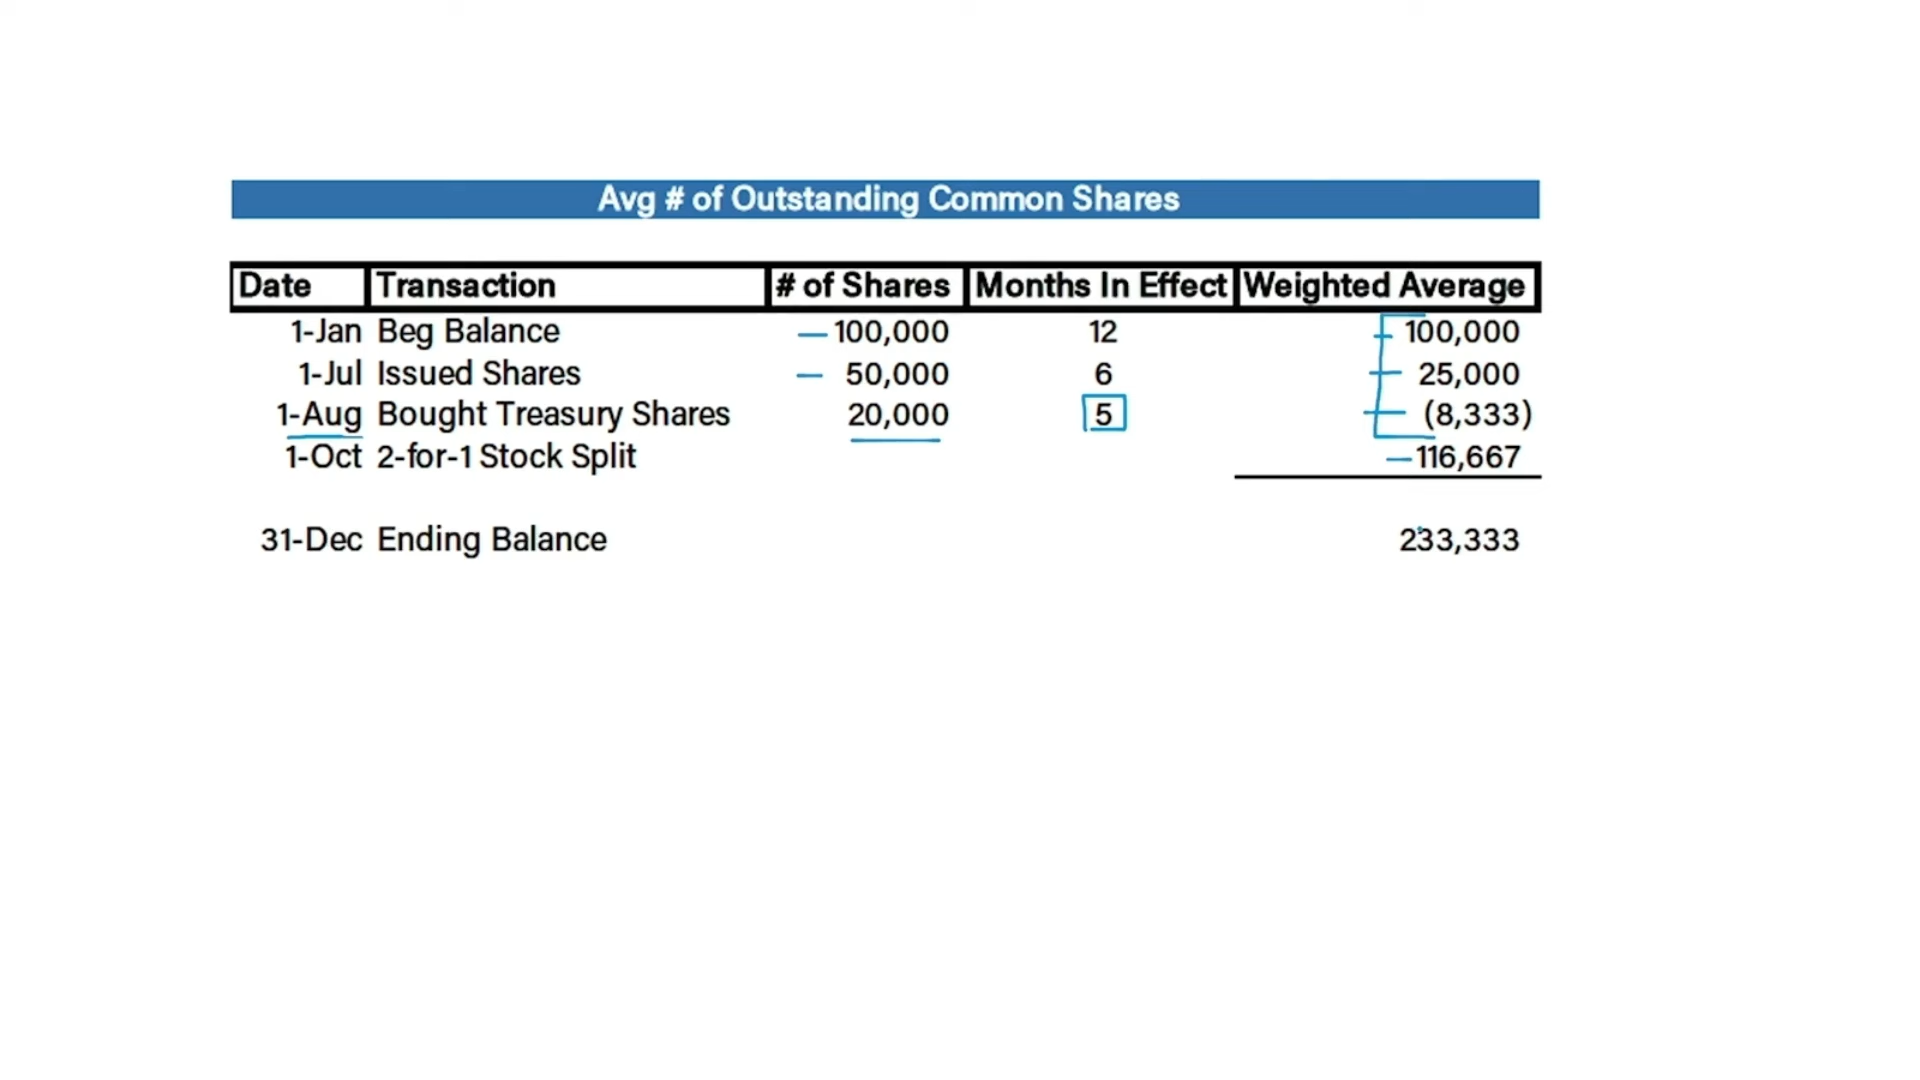 Avg # of Outstanding Common Shares
Date Transaction # of Shares Months In Effect Weighted Average
1-Jan Beg Balance 100,000 12 100,000
1-Jul Issued Shares 50,000 6 25,000
1-Aug Bought Treasury Shares 20,000 5 (8,333)
1-Oct 2-for-1 Stock Split 116,667
31-Dec Ending Balance 233,333